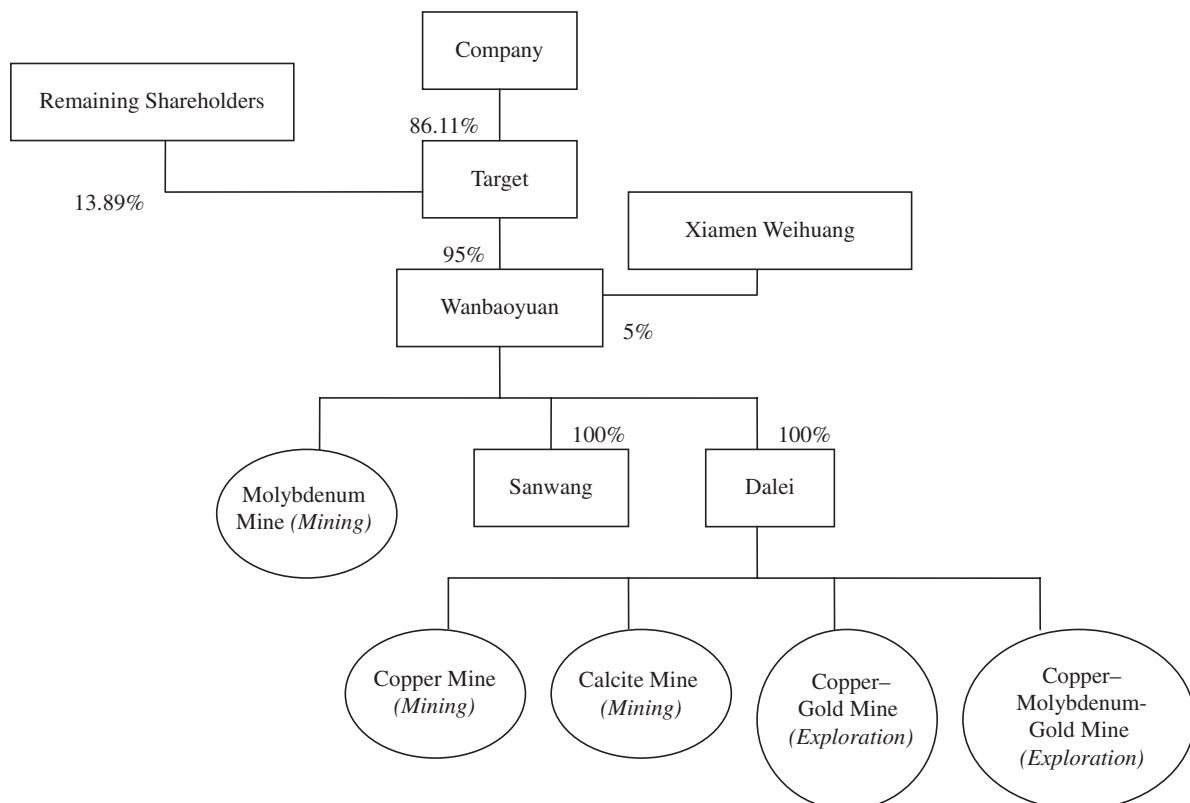 Company
Remaining Shareholders
86.11%
Target
13.89%
Xiamen Weihuang
95%
Wanbaoyuan
5%
100%
100%
Molybdenum
Mine (Mining)
Sanwang
Dalei
Copper Mine
(Mining)
Calcite Mine
(Mining)
Copper–
Gold Mine
(Exploration)
Copper–
Molybdenum-
Gold Mine
(Exploration)